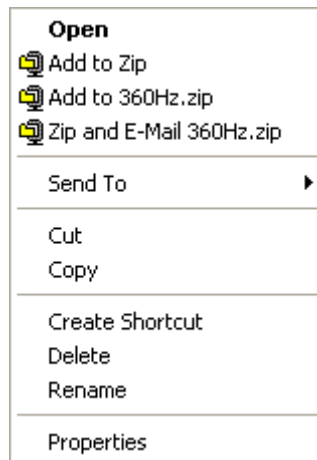 Open
Add to Zip
Add to 360Hz.zip
Zip and E-Mail 360Hz.zip
Send To
Cut
Copy
Create Shortcut
Delete
Rename
Properties